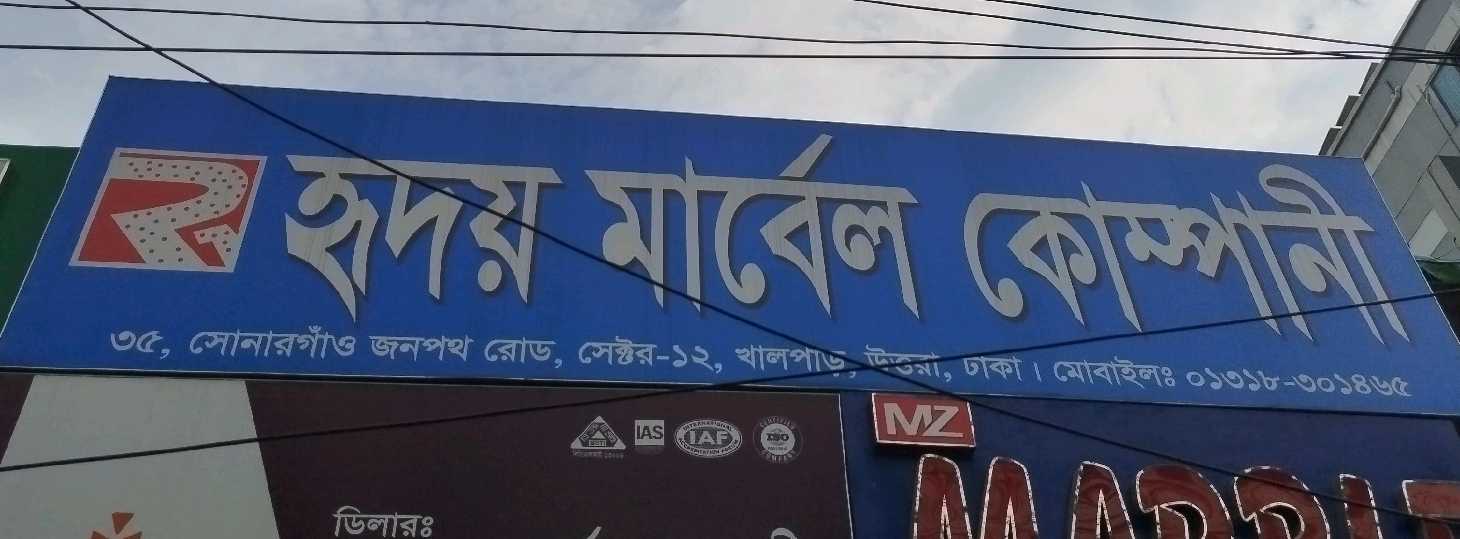 হৃদয় মার্বেল কোম্পানী
৩৫, সোনারগাঁও জনপথ রোড, সেক্টর-১২, খালপাড়, উত্তরা, ঢাকা। মোবাইলঃ ০১৩১৮-৩০১৪৬৫
IAS IAF ISO
MZ
ডিলারঃ